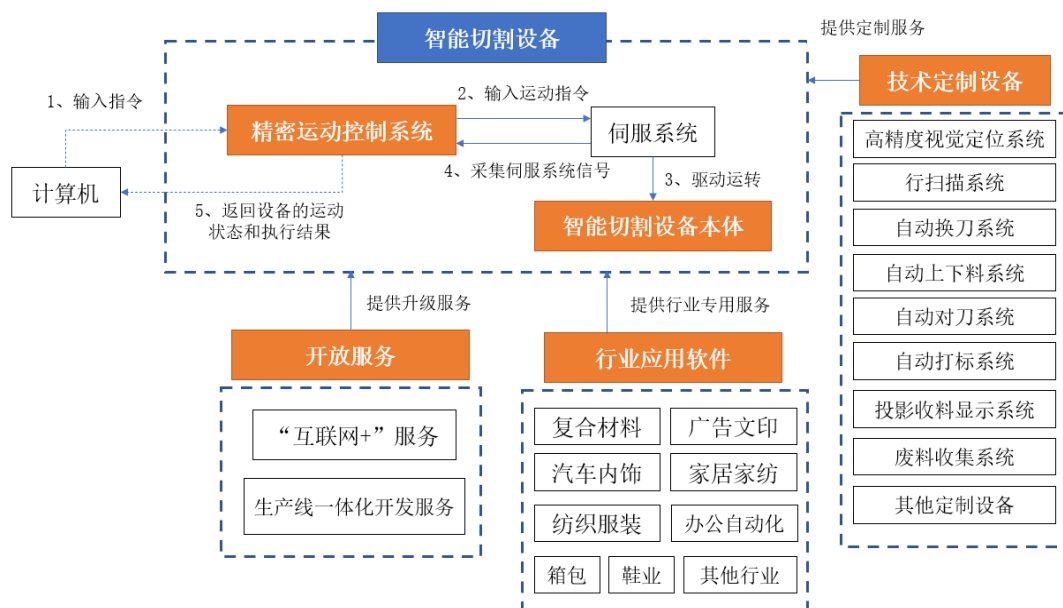 智能切割设备
提供定制服务
技术定制设备
1、输入指令
2、输入运动指令
精密运动控制系统
伺服系统
4、采集伺服系统信号
3、驱动运转
计算机
5、返回设备的运动
状态和执行结果
智能切割设备本体
高精度视觉定位系统
行扫描系统
自动换刀系统
自动上下料系统
自动对刀系统
自动打标系统
投影收料显示系统
废料收集系统
其他定制设备
提供升级服务
提供行业专用服务
开放服务
行业应用软件
“互联网+”服务
生产线一体化开发服务
复合材料
广告文印
汽车内饰
家居家纺
纺织服装
办公自动化
箱包
鞋业
其他行业